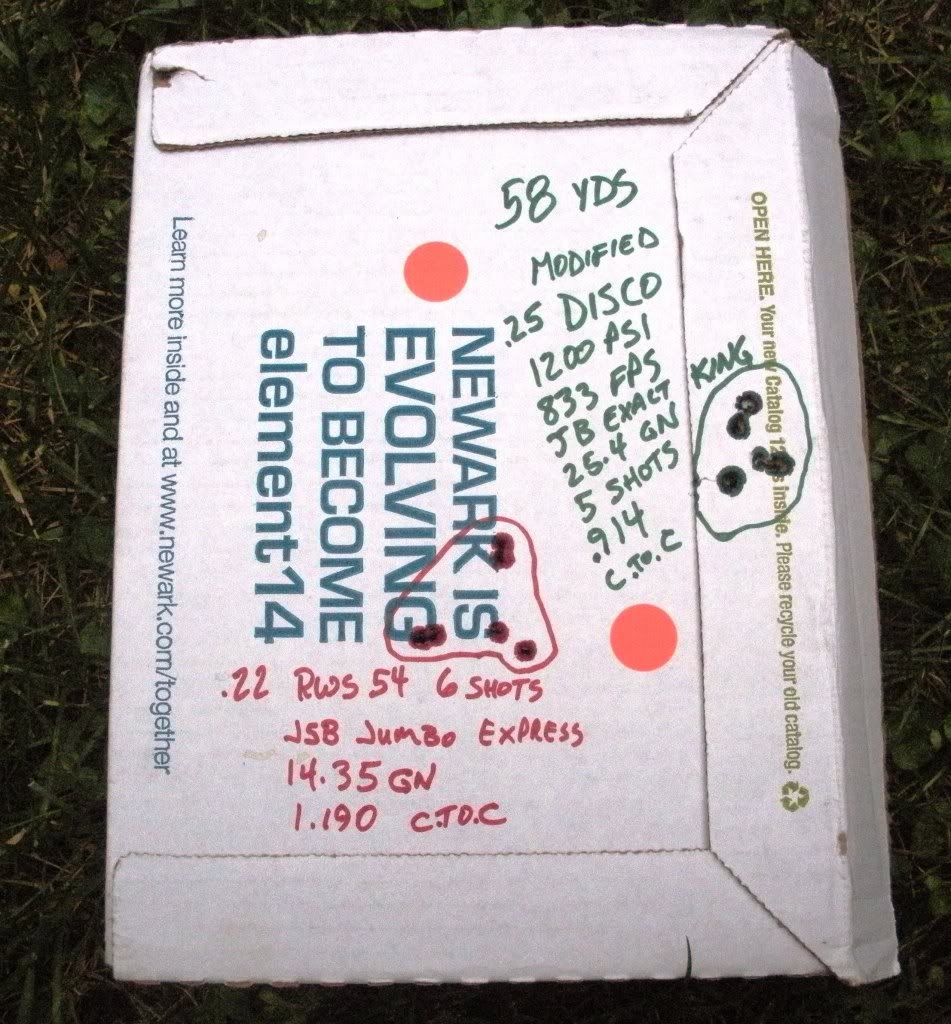 58 YDS
MODIFIED
.25 DISCO
1200 PSI
833 FPS
JB EXACT
25.4 GN
5 SHOTS
.914
C.TO.C
KING
OPEN HERE. Your new Catalog 12 is inside. Please recycle your old catalog.
NEWARK IS
EVOLVING
TO BECOME
element14
Learn more inside and at www.newark.com/together
.22 RWS 54 6 SHOTS
JSB JUMBO EXPRESS
14.35 GN
1.190 C.TO.C